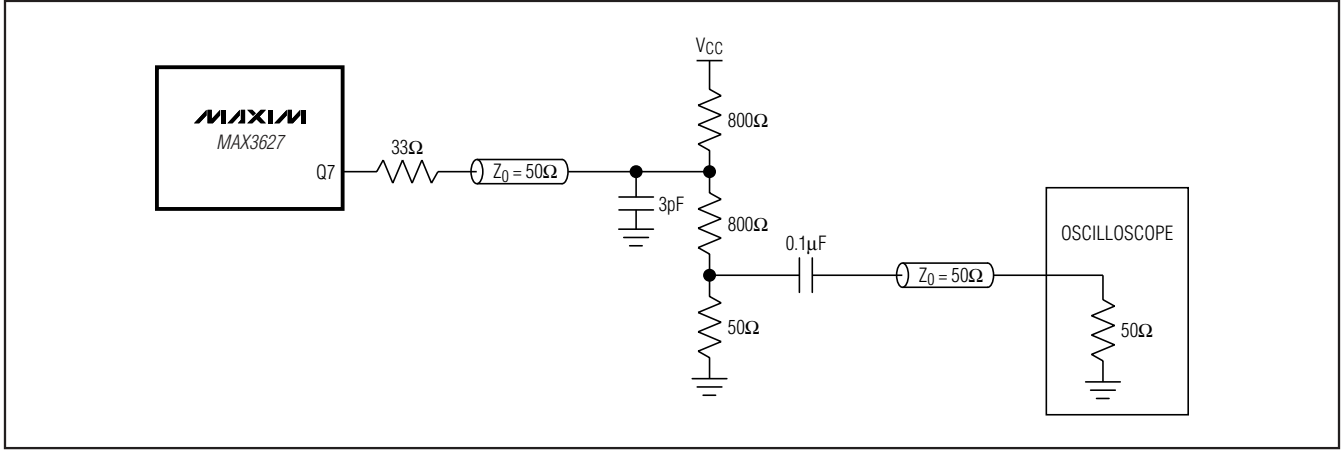 VCC
MAXIM
MAX3627
Q7
33Ω
Z0 = 50Ω
3pF
800Ω
800Ω
50Ω
0.1μF
Z0 = 50Ω
OSCILLOSCOPE
50Ω